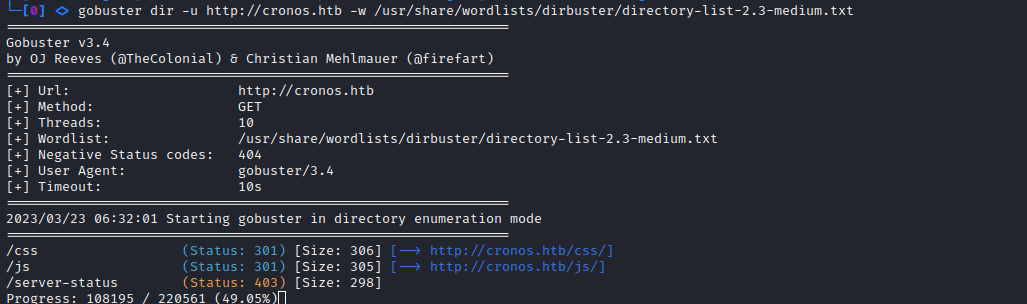 └─[0] <> gobuster dir -u http://cronos.htb -w /usr/share/wordlists/dirbuster/directory-list-2.3-medium.txt
===============================================================
Gobuster v3.4
by OJ Reeves (@TheColonial) & Christian Mehlmauer (@firefart)
===============================================================
[+] Url:                     http://cronos.htb
[+] Method:                  GET
[+] Threads:                 10
[+] Wordlist:                /usr/share/wordlists/dirbuster/directory-list-2.3-medium.txt
[+] Negative Status codes:   404
[+] User Agent:              gobuster/3.4
[+] Timeout:                 10s
===============================================================
2023/03/23 06:32:01 Starting gobuster in directory enumeration mode
===============================================================
/css                  (Status: 301) [Size: 306] [--> http://cronos.htb/css/]
/js                   (Status: 301) [Size: 305] [--> http://cronos.htb/js/]
/server-status        (Status: 403) [Size: 298]
Progress: 108195 / 220561 (49.05%)